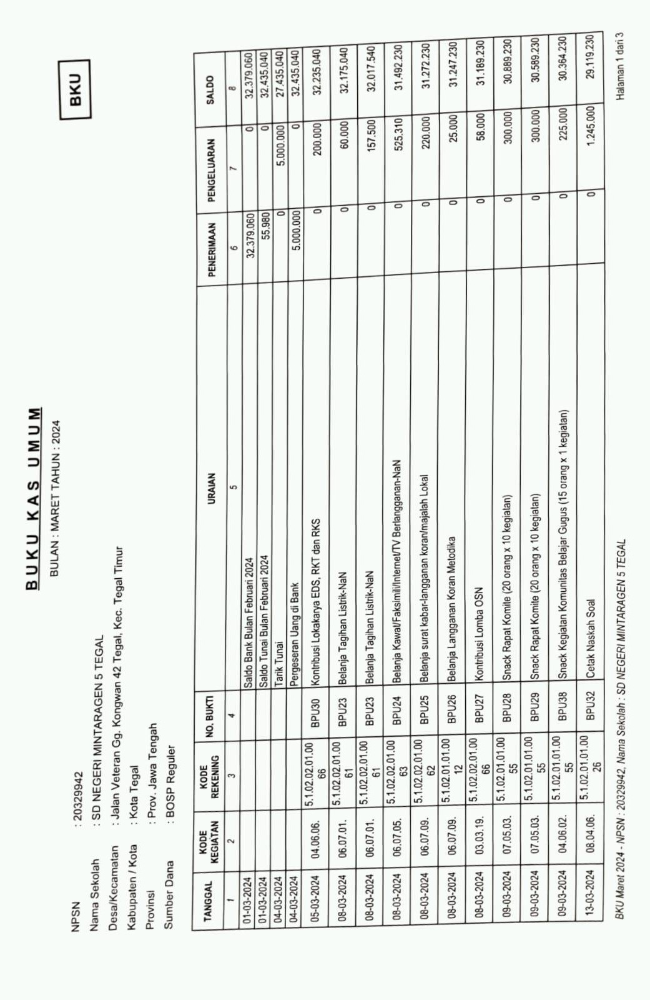 BKU
BUKU KAS UMUM
BULAN : MARET TAHUN : 2024
NPSN : 20329942
Nama Sekolah : SD NEGERI MINTARAGEN 5 TEGAL
Desa/Kecamatan : Jalan Veteran Gg. Kongwan 42 Tegal, Kec. Tegal Timur
Kabupaten / Kota : Kota Tegal
Provinsi : Prov. Jawa Tengah
Sumber Dana : BOSP Reguler
TANGGAL KODE KEGIATAN KODE REKENING NO. BUKTI URAIAN PENERIMAAN PENGELUARAN SALDO
1 2 3 4 5 6 7 8
01-03-2024 Saldo Bank Bulan Februari 2024 32.379.060 0 32.379.060
01-03-2024 Saldo Tunai Bulan Februari 2024 55.980 0 32.435.040
04-03-2024 Tarik Tunai 0 5.000.000 27.435.040
04-03-2024 Pergeseran Uang di Bank 5.000.000 0 32.435.040
05-03-2024 04.06.06. 5.1.02.02.01.00 66 BPU30 Kontribusi Lokakarya EDS, RKT dan RKS 0 200.000 32.235.040
08-03-2024 06.07.01. 5.1.02.02.01.00 61 BPU23 Belanja Tagihan Listrik-NaN 0 60.000 32.175.040
08-03-2024 06.07.01. 5.1.02.02.01.00 61 BPU23 Belanja Tagihan Listrik-NaN 0 157.500 32.017.540
08-03-2024 06.07.05. 5.1.02.02.01.00 63 BPU24 Belanja Kawat/Faksimili/Internet/TV Berlangganan-NaN 0 525.310 31.492.230
08-03-2024 06.07.09. 5.1.02.02.01.00 62 BPU25 Belanja surat kabar-langganan koran/majalah Lokal 0 220.000 31.272.230
08-03-2024 06.07.09. 5.1.02.01.01.00 12 BPU26 Belanja Langganan Koran Metodika 0 25.000 31.247.230
08-03-2024 03.03.19. 5.1.02.02.01.00 66 BPU27 Kontribusi Lomba OSN 0 58.000 31.189.230
09-03-2024 07.05.03. 5.1.02.01.01.00 55 BPU28 Snack Rapat Komite (20 orang x 10 kegiatan) 0 300.000 30.889.230
09-03-2024 07.05.03. 5.1.02.01.01.00 55 BPU29 Snack Rapat Komite (20 orang x 10 kegiatan) 0 300.000 30.589.230
09-03-2024 04.06.02. 5.1.02.01.01.00 55 BPU38 Snack Kegiatan Komunitas Belajar Gugus (15 orang x 1 kegiatan) 0 225.000 30.364.230
13-03-2024 08.04.06. 5.1.02.01.01.00 26 BPU32 Cetak Naskah Soal 0 1.245.000 29.119.230
BKU Maret 2024 - NPSN : 20329942, Nama Sekolah : SD NEGERI MINTARAGEN 5 TEGAL Halaman 1 dari 3